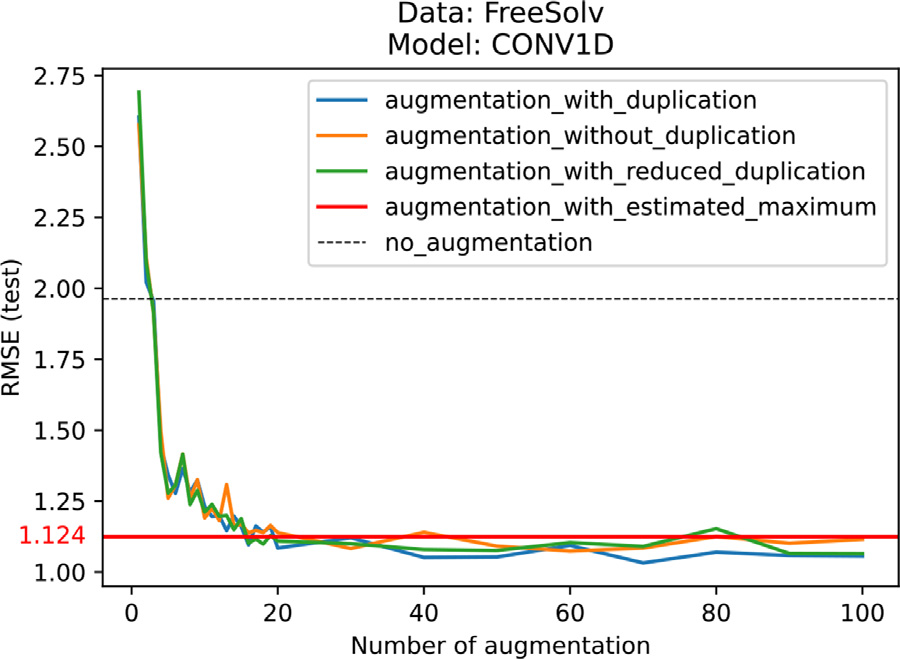 Data: FreeSolv
Model: CONV1D
2.75
2.50
2.25
2.00
1.75
1.50
1.25
1.124
1.00
RMSE (test)
augmentation_with_duplication
augmentation_without_duplication
augmentation_with_reduced_duplication
augmentation_with_estimated_maximum
no_augmentation
0 20 40 60 80 100
Number of augmentation